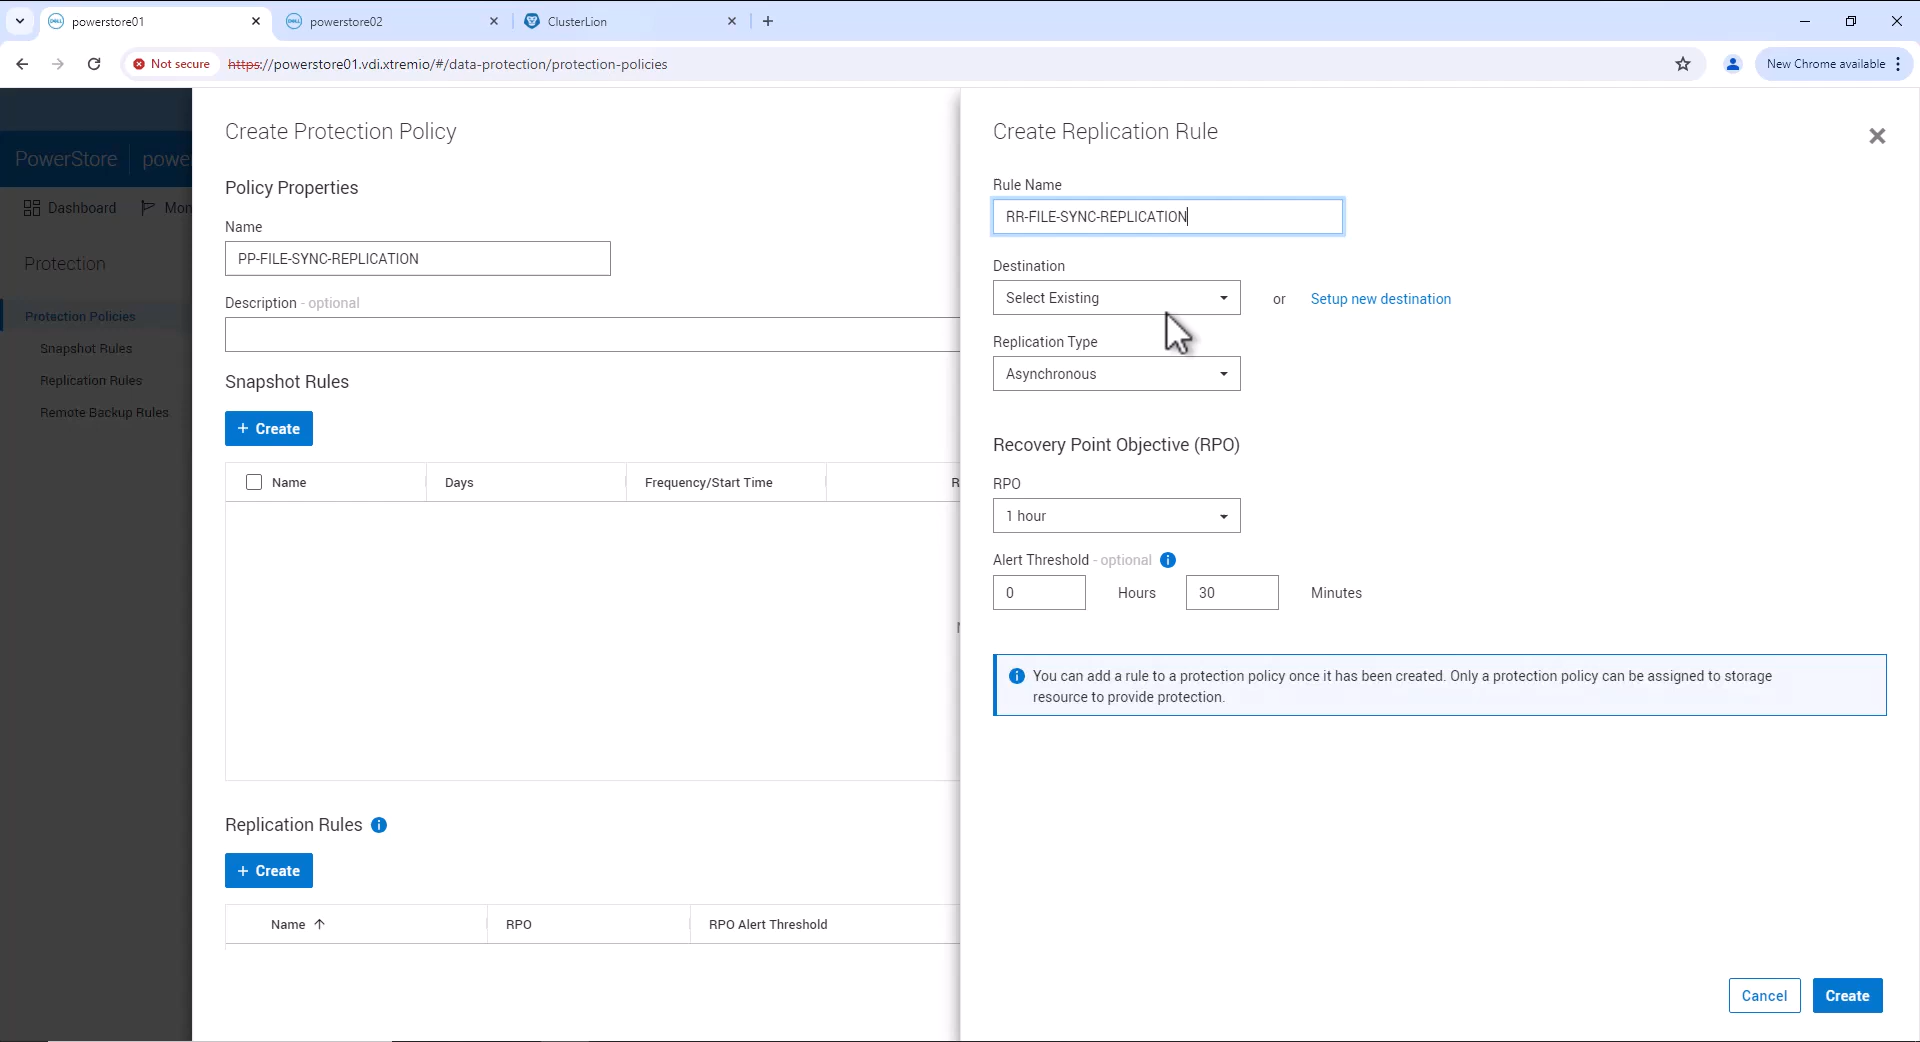 powerstore01
powerstore02
ClusterLion
Not secure
https://powerstore01.vdi.xtremio/#/data-protection/protection-policies
New Chrome available
PowerStore
powe
Dashboard
Mon
Protection
Protection Policies
Snapshot Rules
Replication Rules
Remote Backup Rules
Create Protection Policy
Policy Properties
Name
PP-FILE-SYNC-REPLICATION
Description - optional
Snapshot Rules
+ Create
Name
Days
Frequency/Start Time
R
Replication Rules
+ Create
Name
RPO
RPO Alert Threshold
Create Replication Rule
Rule Name
RR-FILE-SYNC-REPLICATION
Destination
Select Existing
or
Setup new destination
Replication Type
Asynchronous
Recovery Point Objective (RPO)
RPO
1 hour
Alert Threshold - optional
0
Hours
30
Minutes
You can add a rule to a protection policy once it has been created. Only a protection policy can be assigned to storage
resource to provide protection.
Cancel
Create